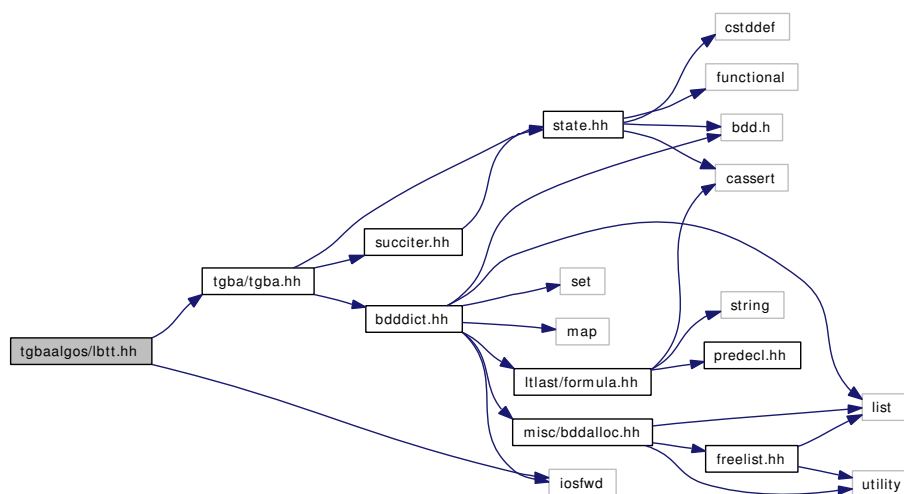 cstddef
functional
state.hh
bdd.h
cassert
succiter.hh
tgba/tgba.hh
set
string
bdddict.hh
map
tgbaalgos/lbtt.hh
predecl.hh
ltlast/formula.hh
list
misc/bddalloc.hh
freelist.hh
iosfwd
utility